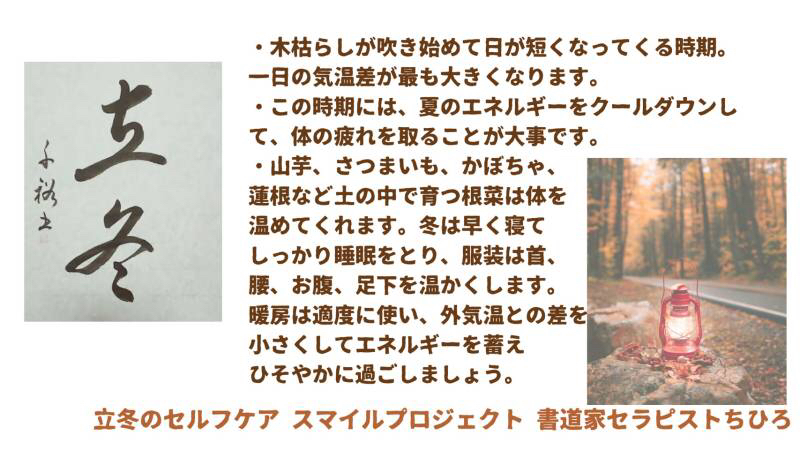 立冬
千裕書
・木枯らしが吹き始めて日が短くなってくる時期。
一日の気温差が最も大きくなります。
・この時期には、夏のエネルギーをクールダウンし
て、体の疲れを取ることが大事です。
・山芋、さつまいも、かぼちゃ、
蓮根など土の中で育つ根菜は体を
温めてくれます。冬は早く寝て
しっかり睡眠をとり、服装は首、
腰、お腹、足下を温かくします。
暖房は適度に使い、外気温との差を
小さくしてエネルギーを蓄え
ひそやかに過ごしましょう。
立冬のセルフケア スマイルプロジェクト 書道家セラピストちひろ